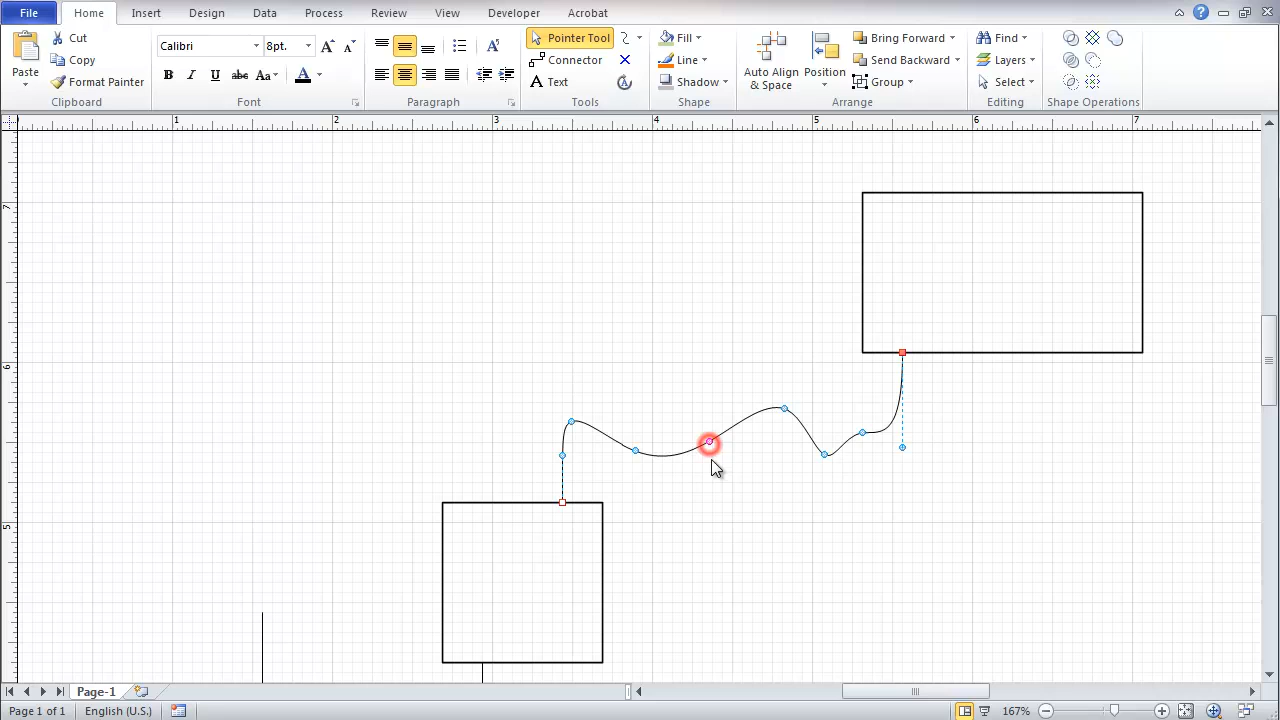 File Home Insert Design Data Process Review View Developer Acrobat
Paste
Cut
Copy
Format Painter
Clipboard
Calibri 8pt.
B I U abc Aa A
Font
Paragraph
Pointer Tool
Connector
A Text
Tools
Fill
Line
Shadow
Shape
Auto Align & Space
Position
Bring Forward
Send Backward
Group
Arrange
Find
Layers
Select
Editing
Shape Operations
1 2 3 4 5 6 7
7
6
5
Page-1
Page 1 of 1 English (U.S.) 167%